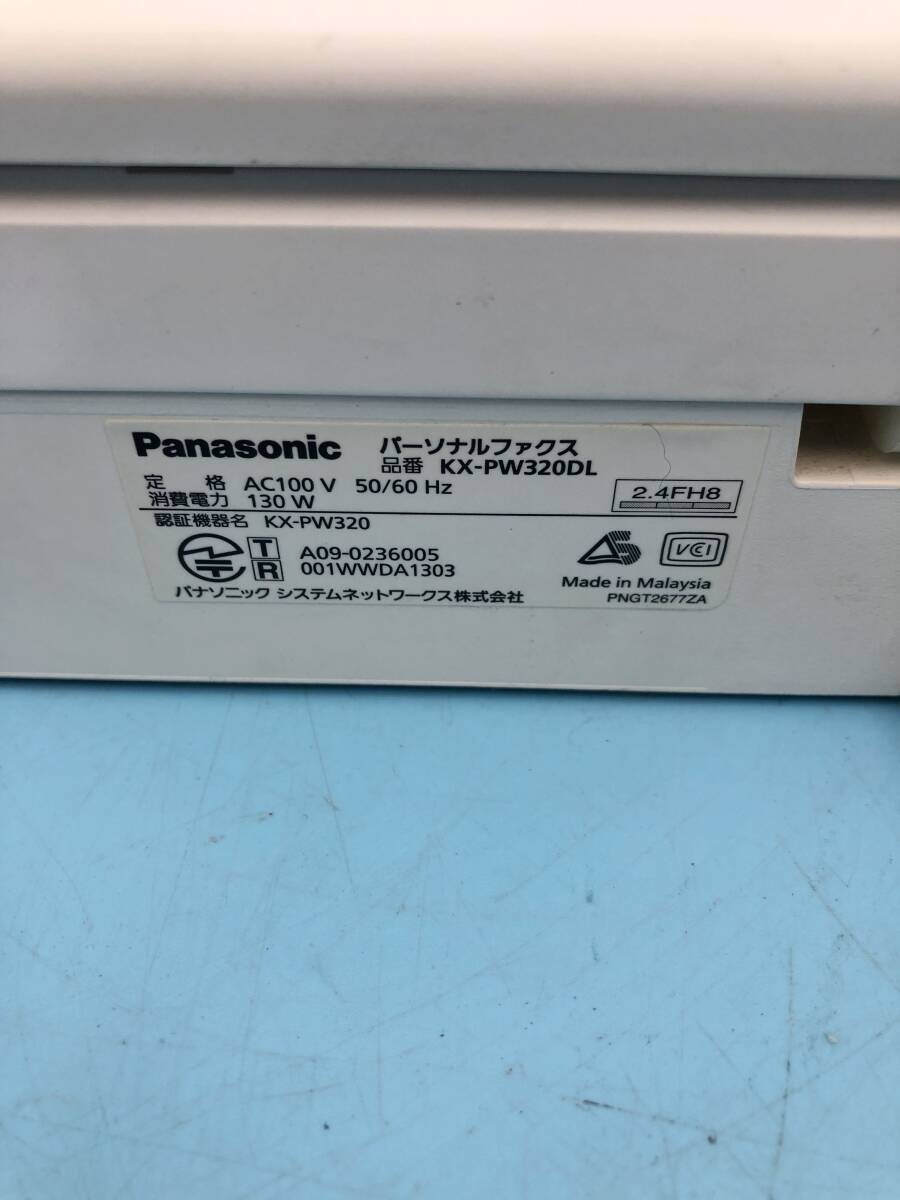 Panasonic パーソナルファクス
品番 KX-PW320DL
定 格 AC100 V 50/60 Hz
消費電力 130 W
2.4FH8
認証機器名 KX-PW320
T A09-0236005
R 001WWDA1303
VCCI
Made in Malaysia
パナソニック システムネットワークス株式会社
PNGT2677ZA